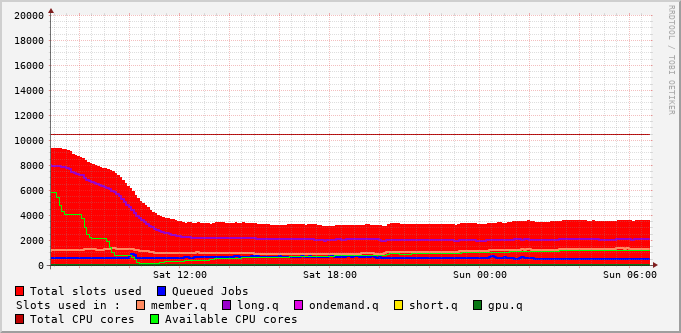 RRDTOOL / TOBI OETIKER
20000
18000
16000
14000
12000
10000
8000
6000
4000
2000
0
Sat 12:00 Sat 18:00 Sun 00:00 Sun 06:00
Total slots used Queued Jobs
Slots used in : member.q long.q ondemand.q short.q gpu.q
Total CPU cores Available CPU cores